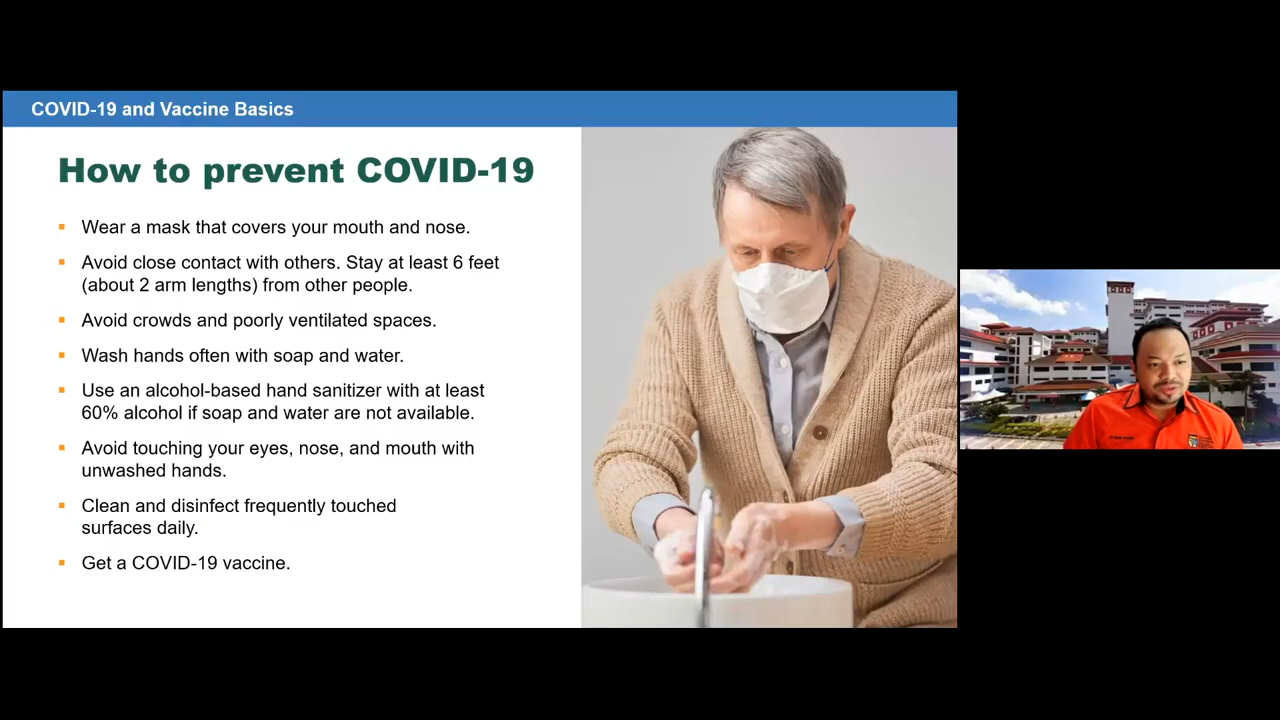 COVID-19 and Vaccine Basics
How to prevent COVID-19
Wear a mask that covers your mouth and nose.
Avoid close contact with others. Stay at least 6 feet
(about 2 arm lengths) from other people.
Avoid crowds and poorly ventilated spaces.
Wash hands often with soap and water.
Use an alcohol-based hand sanitizer with at least
60% alcohol if soap and water are not available.
Avoid touching your eyes, nose, and mouth with
unwashed hands.
Clean and disinfect frequently touched
surfaces daily.
Get a COVID-19 vaccine.